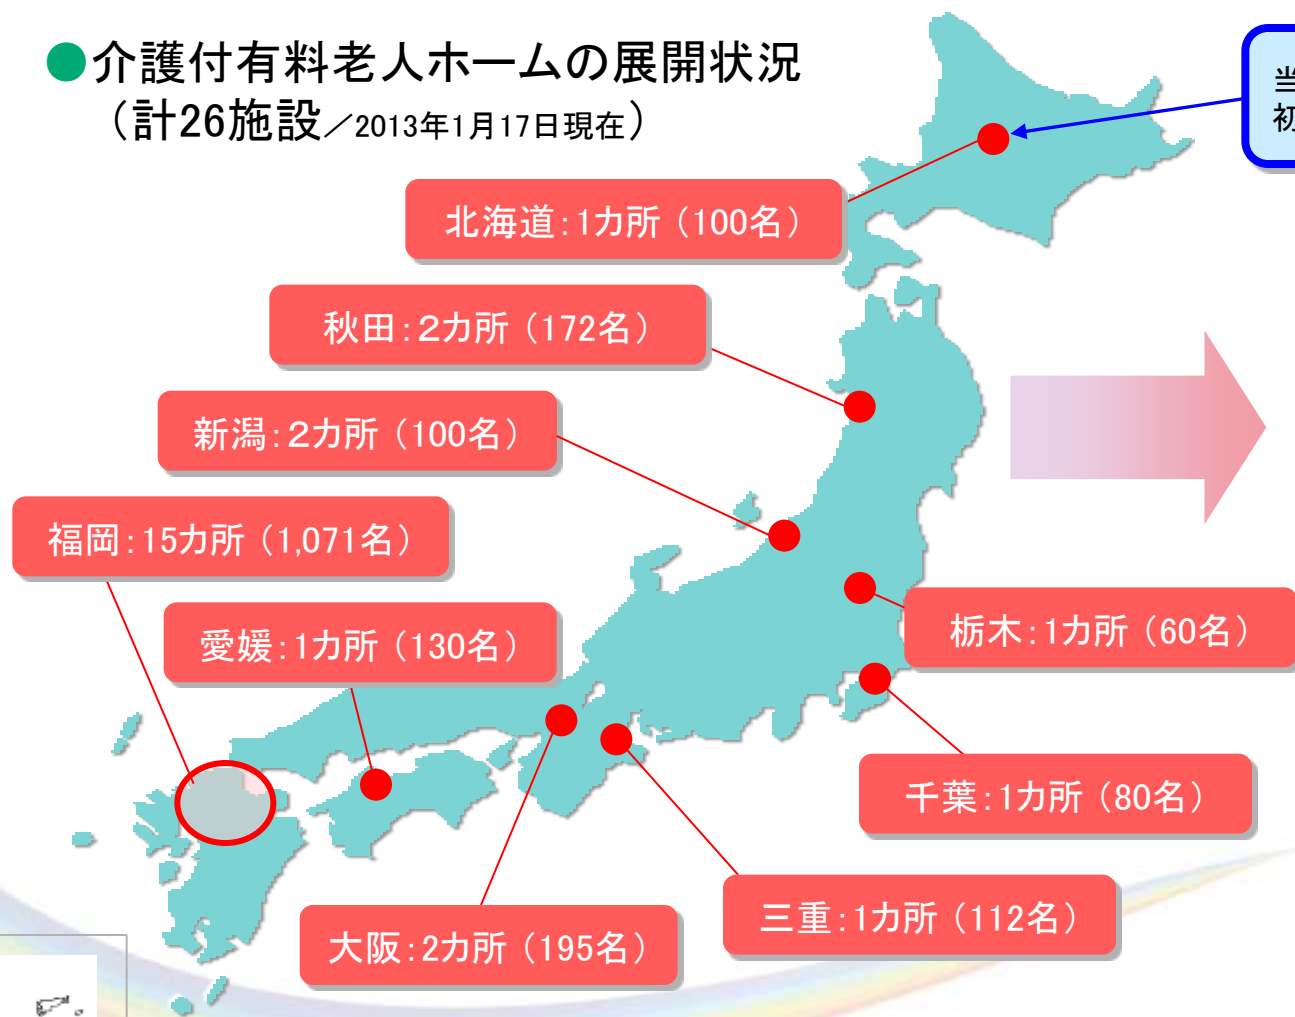 ●介護付有料老人ホームの展開状況
（計26施設／2013年1月17日現在）
当
初
北海道：1カ所（100名）
秋田：2カ所（172名）
新潟：2カ所（100名）
福岡：15カ所（1,071名）
愛媛：1カ所（130名）
栃木：1カ所（60名）
千葉：1カ所（80名）
三重：1カ所（112名）
大阪：2カ所（195名）